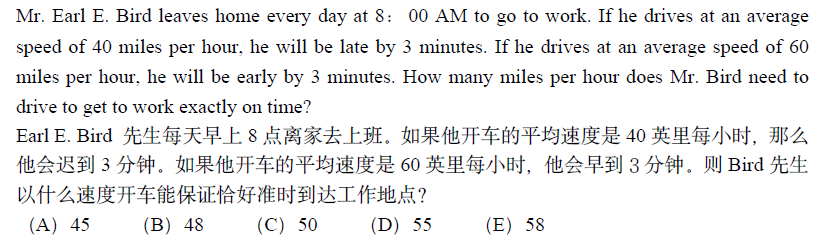 Mr. Earl E. Bird leaves home every day at 8： 00 AM to go to work. If he drives at an average
speed of 40 miles per hour, he will be late by 3 minutes. If he drives at an average speed of 60
miles per hour, he will be early by 3 minutes. How many miles per hour does Mr. Bird need to
drive to get to work exactly on time?
Earl E. Bird 先生每天早上 8 点离家去上班。如果他开车的平均速度是 40 英里每小时，那么
他会迟到 3 分钟。如果他开车的平均速度是 60 英里每小时，他会早到 3 分钟。则 Bird 先生
以什么速度开车能保证恰好准时到达工作地点？
（A）45 （B）48 （C）50 （D）55 （E）58